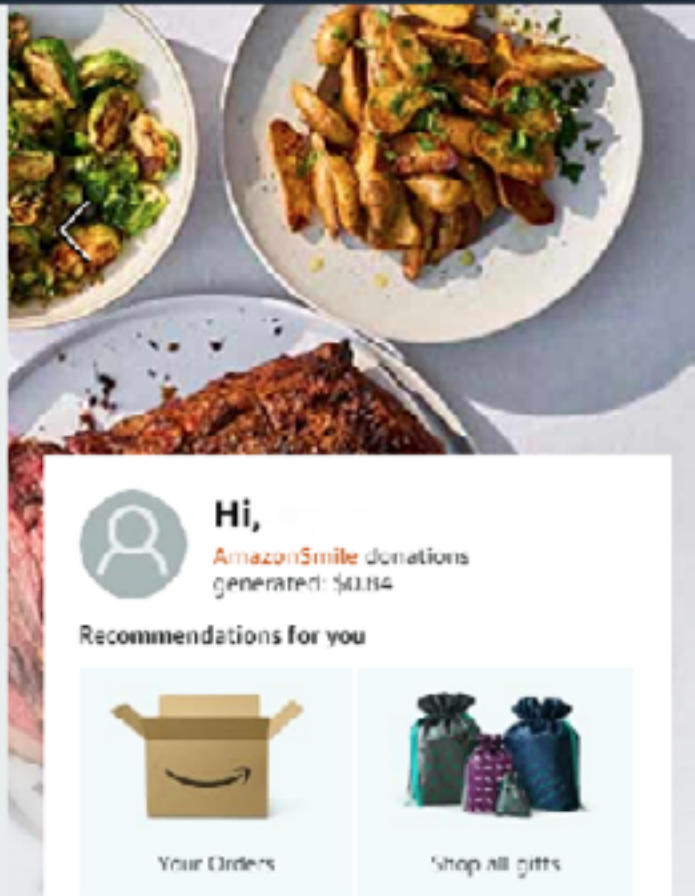 Hi,
AmazonSmile donations
generated: $0.84
Recommendations for you
Your Orders
Shop all gifts